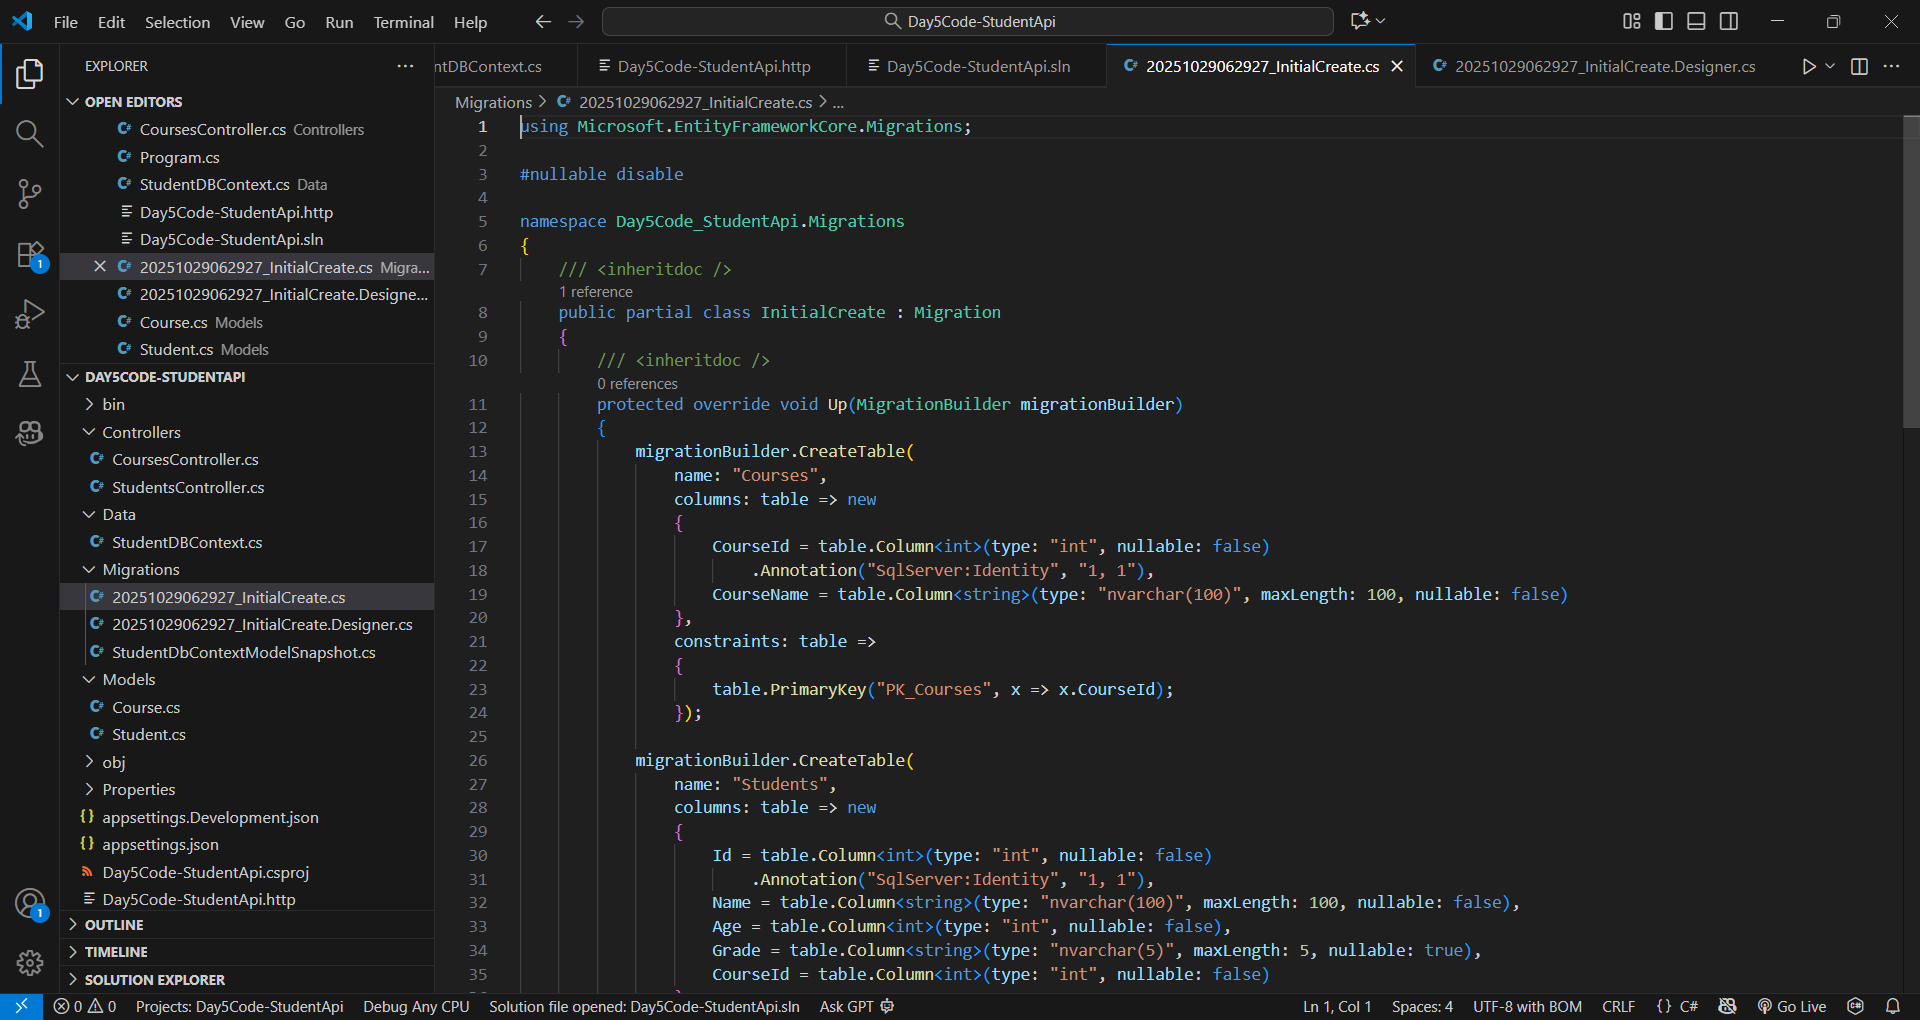 File Edit Selection View Go Run Terminal Help
Day5Code-StudentApi
EXPLORER
OPEN EDITORS
CoursesController.cs Controllers
Program.cs
StudentDBContext.cs Data
Day5Code-StudentApi.http
Day5Code-StudentApi.sln
20251029062927_InitialCreate.cs Migra...
20251029062927_InitialCreate.Designe...
Course.cs Models
Student.cs Models
DAY5CODE-STUDENTAPI
bin
Controllers
CoursesController.cs
StudentsController.cs
Data
StudentDBContext.cs
Migrations
20251029062927_InitialCreate.cs
20251029062927_InitialCreate.Designer.cs
StudentDbContextModelSnapshot.cs
Models
Course.cs
Student.cs
obj
Properties
appsettings.Development.json
appsettings.json
Day5Code-StudentApi.csproj
Day5Code-StudentApi.http
OUTLINE
TIMELINE
SOLUTION EXPLORER
1
1
ntDBContext.cs Day5Code-StudentApi.http Day5Code-StudentApi.sln 20251029062927_InitialCreate.cs 20251029062927_InitialCreate.Designer.cs
Migrations > 20251029062927_InitialCreate.cs > ...
1 using Microsoft.EntityFrameworkCore.Migrations;
2
3 #nullable disable
4
5 namespace Day5Code_StudentApi.Migrations
6 {
7 /// <inheritdoc />
1 reference
8 public partial class InitialCreate : Migration
9 {
10 /// <inheritdoc />
0 references
11 protected override void Up(MigrationBuilder migrationBuilder)
12 {
13 migrationBuilder.CreateTable(
14 name: "Courses",
15 columns: table => new
16 {
17 CourseId = table.Column<int>(type: "int", nullable: false)
18 .Annotation("SqlServer:Identity", "1, 1"),
19 CourseName = table.Column<string>(type: "nvarchar(100)", maxLength: 100, nullable: false)
20 },
21 constraints: table =>
22 {
23 table.PrimaryKey("PK_Courses", x => x.CourseId);
24 });
25
26 migrationBuilder.CreateTable(
27 name: "Students",
28 columns: table => new
29 {
30 Id = table.Column<int>(type: "int", nullable: false)
31 .Annotation("SqlServer:Identity", "1, 1"),
32 Name = table.Column<string>(type: "nvarchar(100)", maxLength: 100, nullable: false),
33 Age = table.Column<int>(type: "int", nullable: false),
34 Grade = table.Column<string>(type: "nvarchar(5)", maxLength: 5, nullable: true),
35 CourseId = table.Column<int>(type: "int", nullable: false)
0 0 Projects: Day5Code-StudentApi Debug Any CPU Solution file opened: Day5Code-StudentApi.sln Ask GPT Ln 1, Col 1 Spaces: 4 UTF-8 with BOM CRLF {} C# Go Live